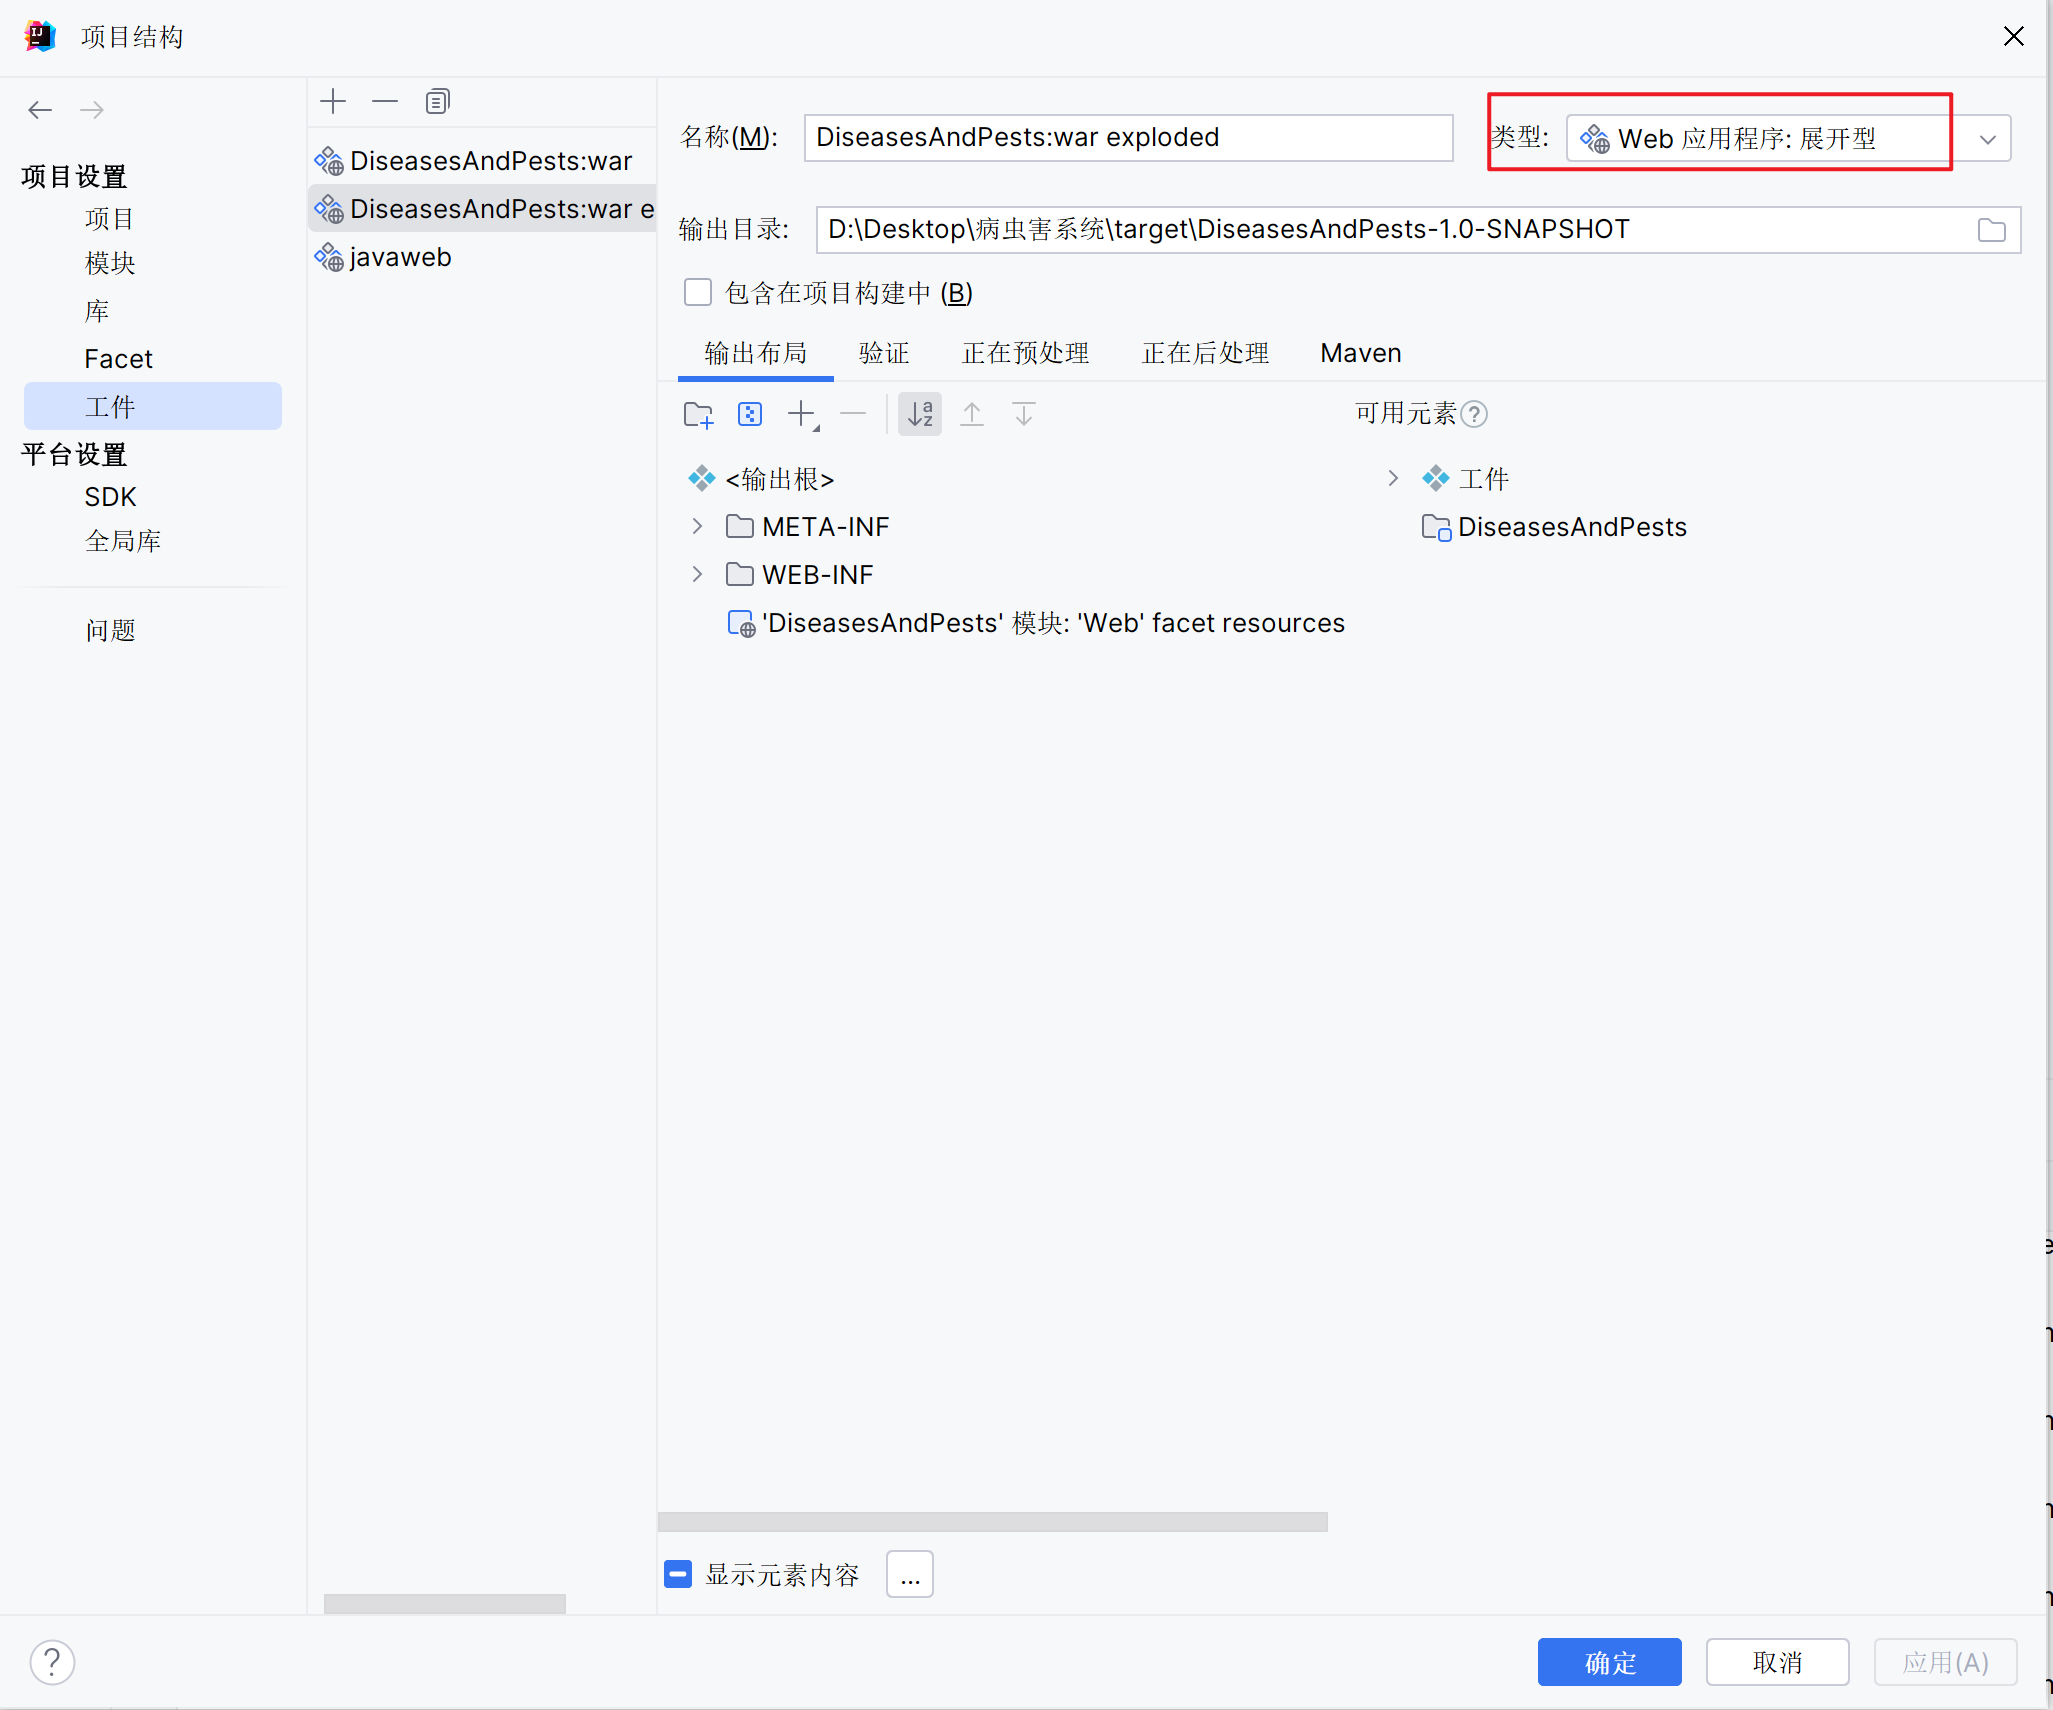 项目结构
项目设置
项目
模块
库
Facet
工件
平台设置
SDK
全局库
问题
DiseasesAndPests:war
DiseasesAndPests:war e
javaweb
名称(M): DiseasesAndPests:war exploded
类型: Web 应用程序: 展开型
输出目录: D:\Desktop\病虫害系统\target\DiseasesAndPests-1.0-SNAPSHOT
包含在项目构建中 (B)
输出布局 验证 正在预处理 正在后处理 Maven
可用元素
<输出根>
META-INF
WEB-INF
'DiseasesAndPests' 模块: 'Web' facet resources
工件
DiseasesAndPests
显示元素内容 ...
确定 取消 应用(A)